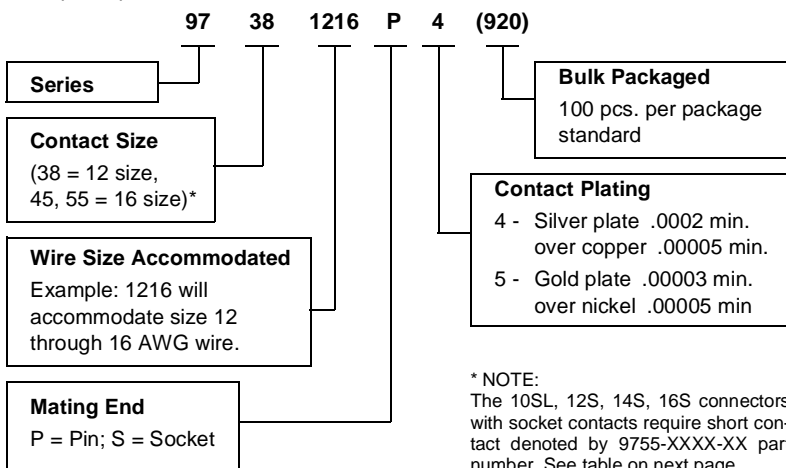 97 38 1216 P 4 (920)
Series
Contact Size
(38 = 12 size,
45, 55 = 16 size)*
Wire Size Accommodated
Example: 1216 will
accommodate size 12
through 16 AWG wire.
Mating End
P = Pin; S = Socket
Bulk Packaged
100 pcs. per package
standard
Contact Plating
4 - Silver plate .0002 min.
over copper .00005 min.
5 - Gold plate .00003 min.
over nickel .00005 min
* NOTE:
The 10SL, 12S, 14S, 16S connectors
with socket contacts require short con-
tact denoted by 9755-XXXX-XX part
number. See table on next page.